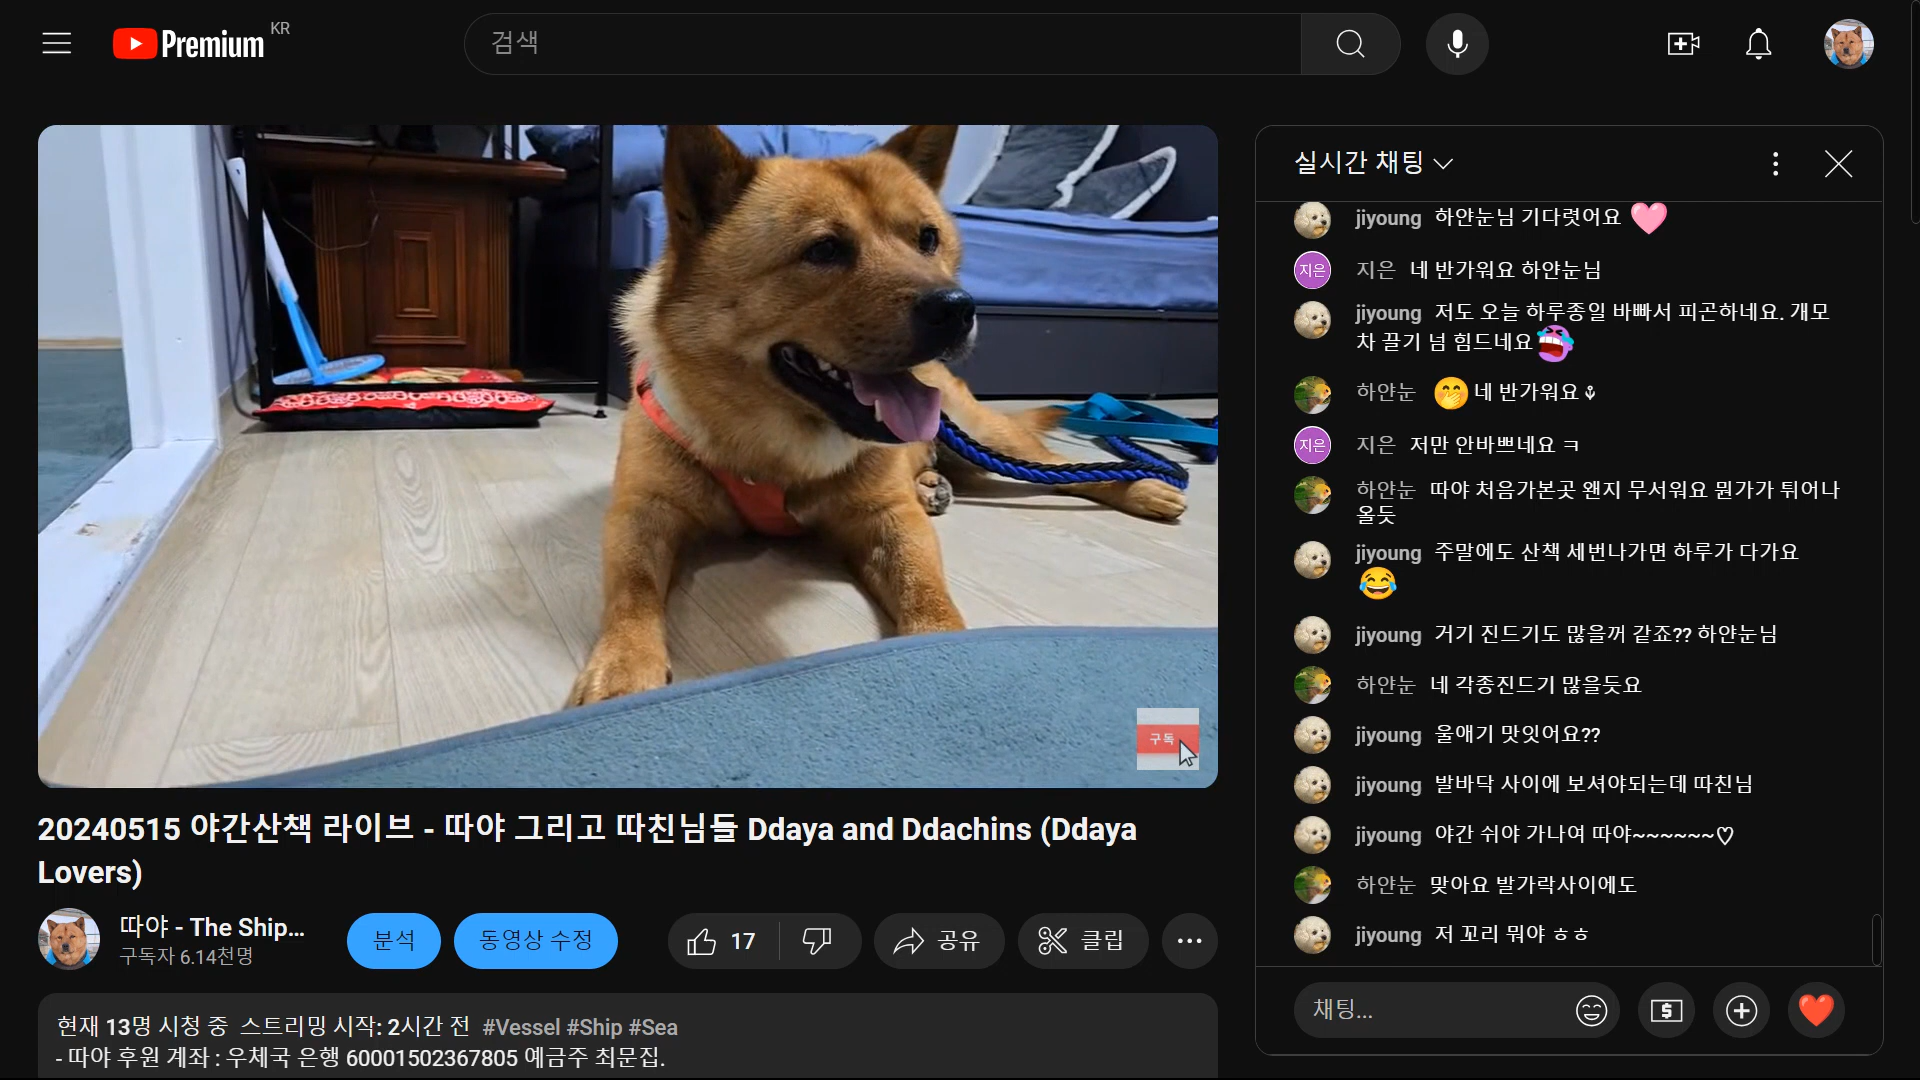 Premium KR
검색
실시간 채팅
jiyoung 하얀눈님 기다렷어요 🩷
지은 지은 네 반가워요 하얀눈님
jiyoung 저도 오늘 하루종일 바빠서 피곤하네요. 개모
차 끌기 넘 힘드네요
하얀눈 🤭네 반가워요⚘
지은 지은 저만 안바쁘네요 ㅋ
하얀눈 따야 처음가본곳 왠지 무서워요 뭔가가 튀어나
올듯
jiyoung 주말에도 산책 세번나가면 하루가 다가요
😂
jiyoung 거기 진드기도 많을꺼 같죠?? 하얀눈님
하얀눈 네 각종진드기 많을듯요
jiyoung 울애기 맛잇어요??
jiyoung 발바닥 사이에 보셔야되는데 따친님
jiyoung 야간 쉬야 가나여 따야~~~~~~♡
하얀눈 맞아요 발가락사이에도
jiyoung 저 꼬리 뭐야 ㅎㅎ
채팅...
구독
20240515 야간산책 라이브 - 따야 그리고 따친님들 Ddaya and Ddachins (Ddaya
Lovers)
따야 - The Ship...
구독자 6.14천명
분석
동영상 수정
17
공유
클립
현재 13명 시청 중 스트리밍 시작: 2시간 전 #Vessel #Ship #Sea
- 따야 후원 계좌 : 우체국 은행 60001502367805 예금주 최문집.